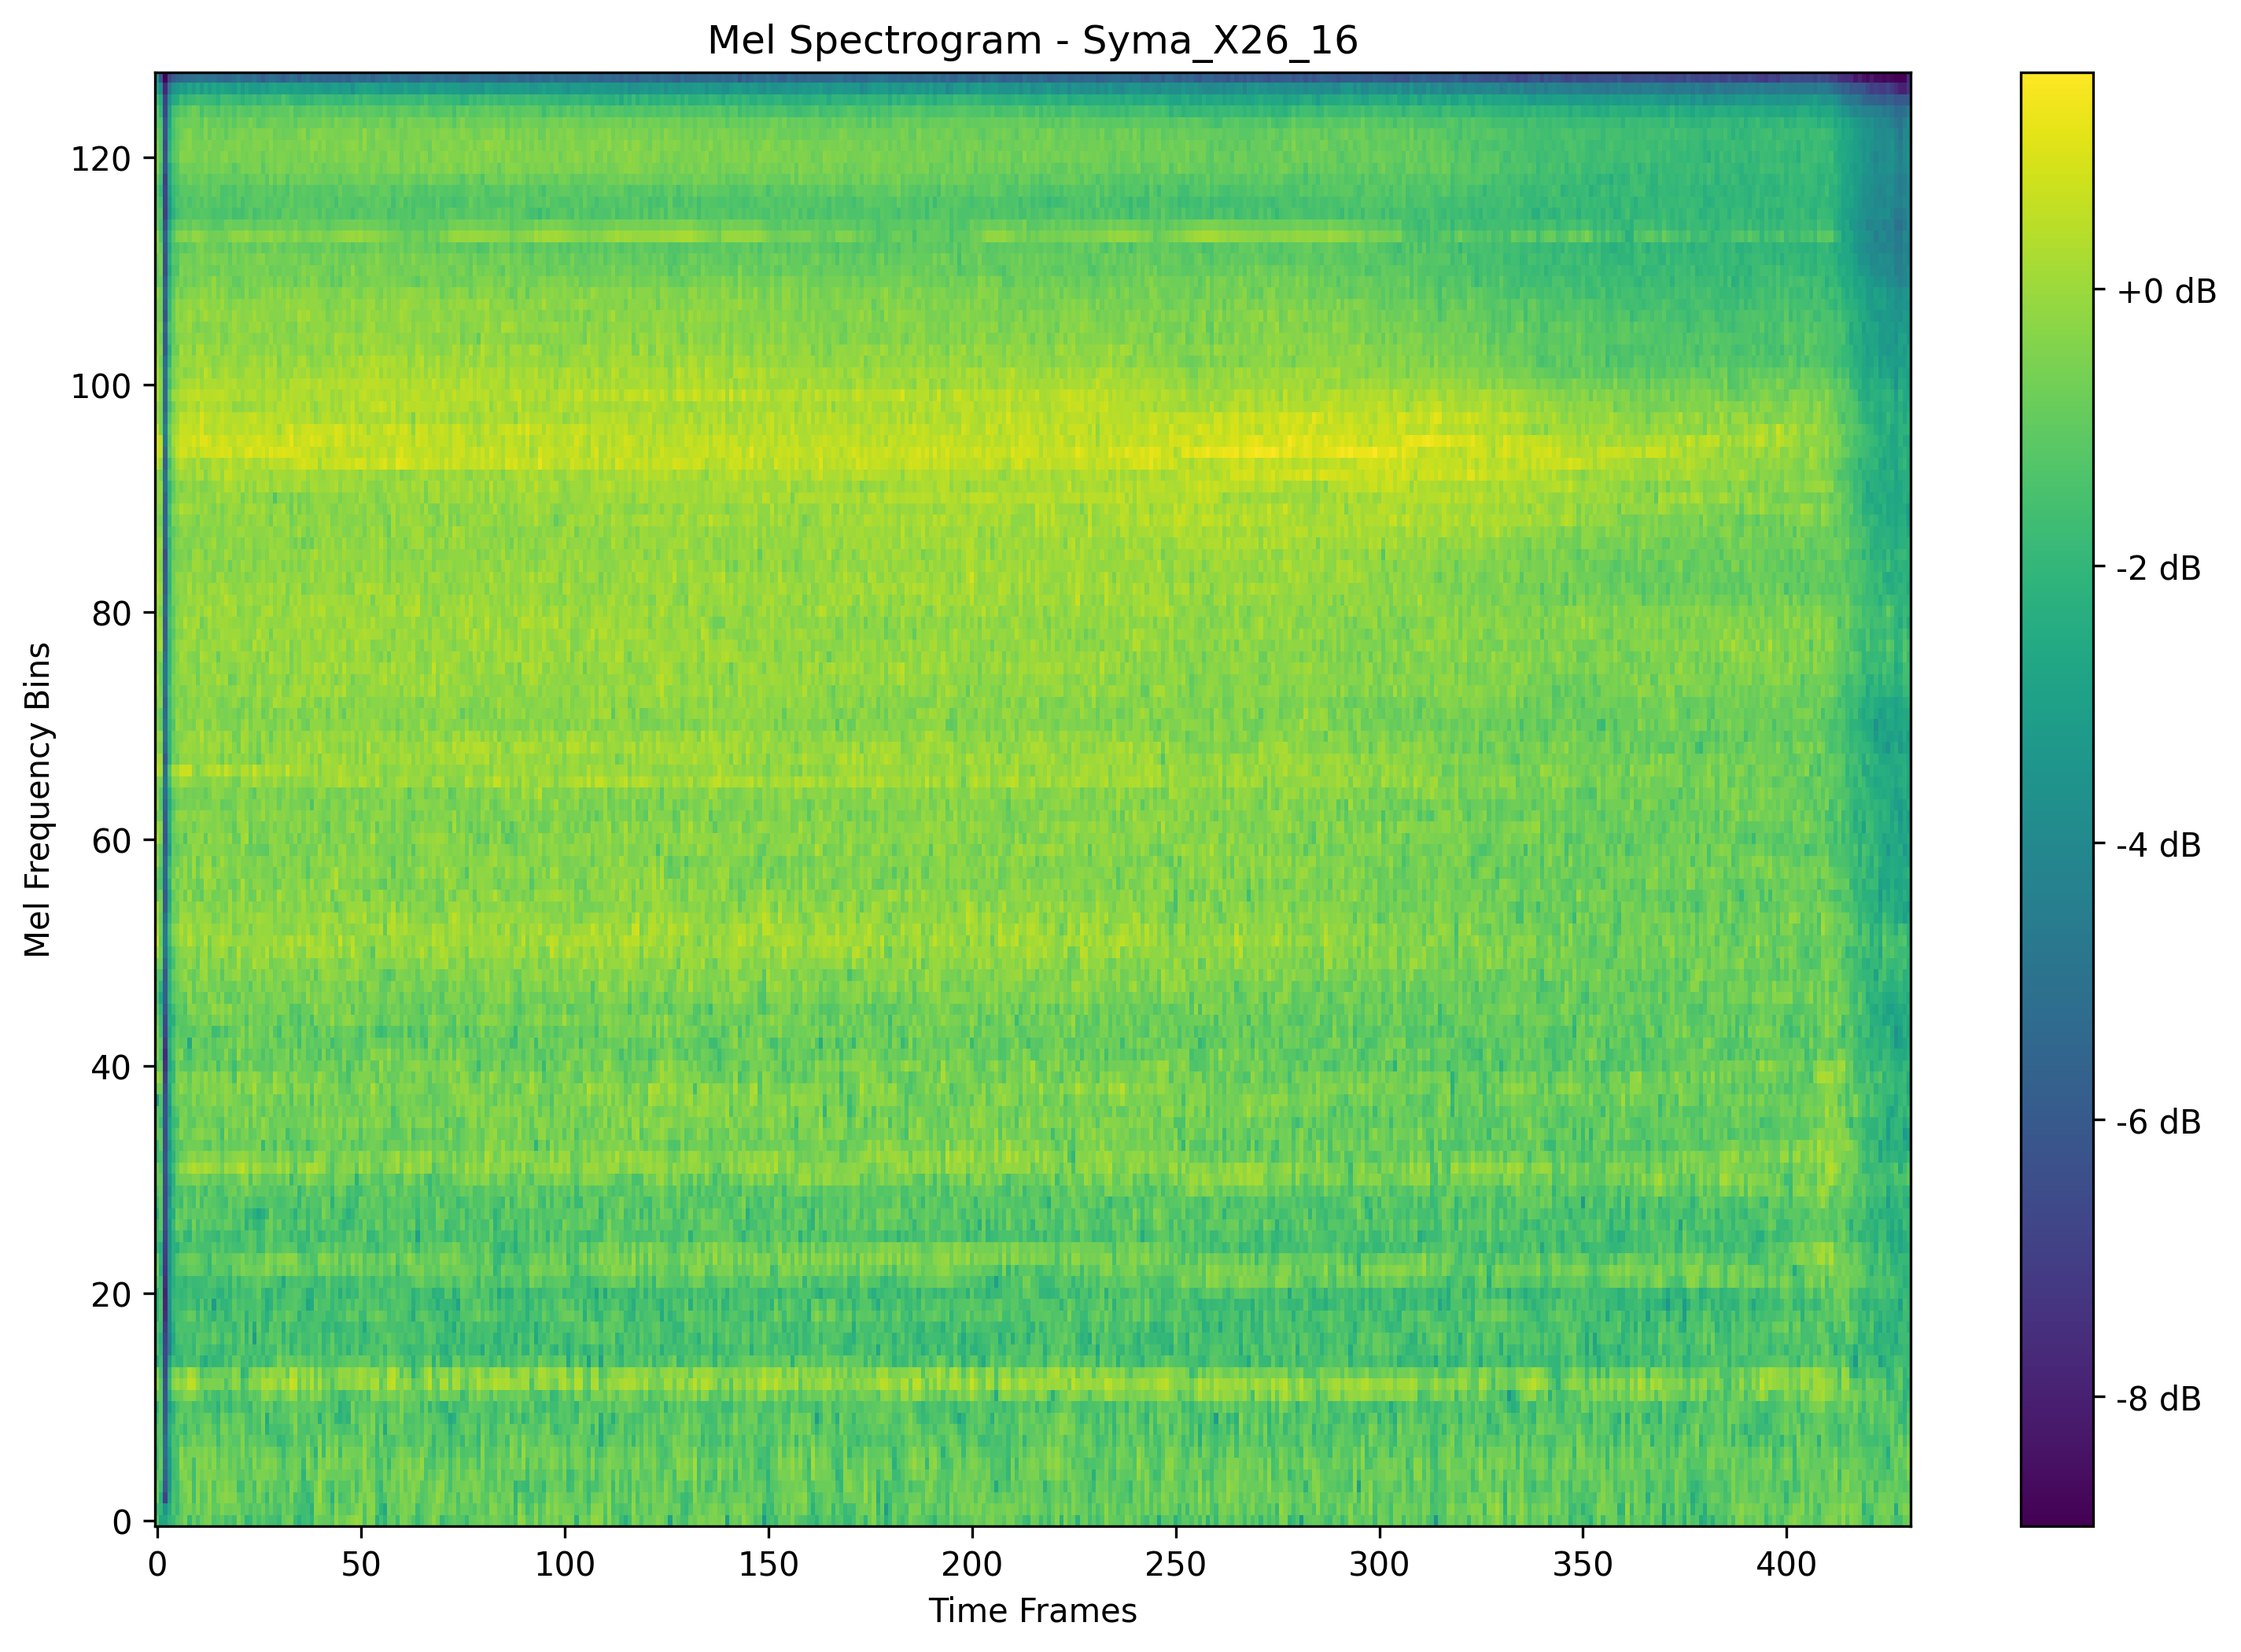 Mel Spectrogram - Syma_X26_16
120
100
80
60
40
20
0
Mel Frequency Bins
0 50 100 150 200 250 300 350 400
Time Frames
+0 dB
-2 dB
-4 dB
-6 dB
-8 dB